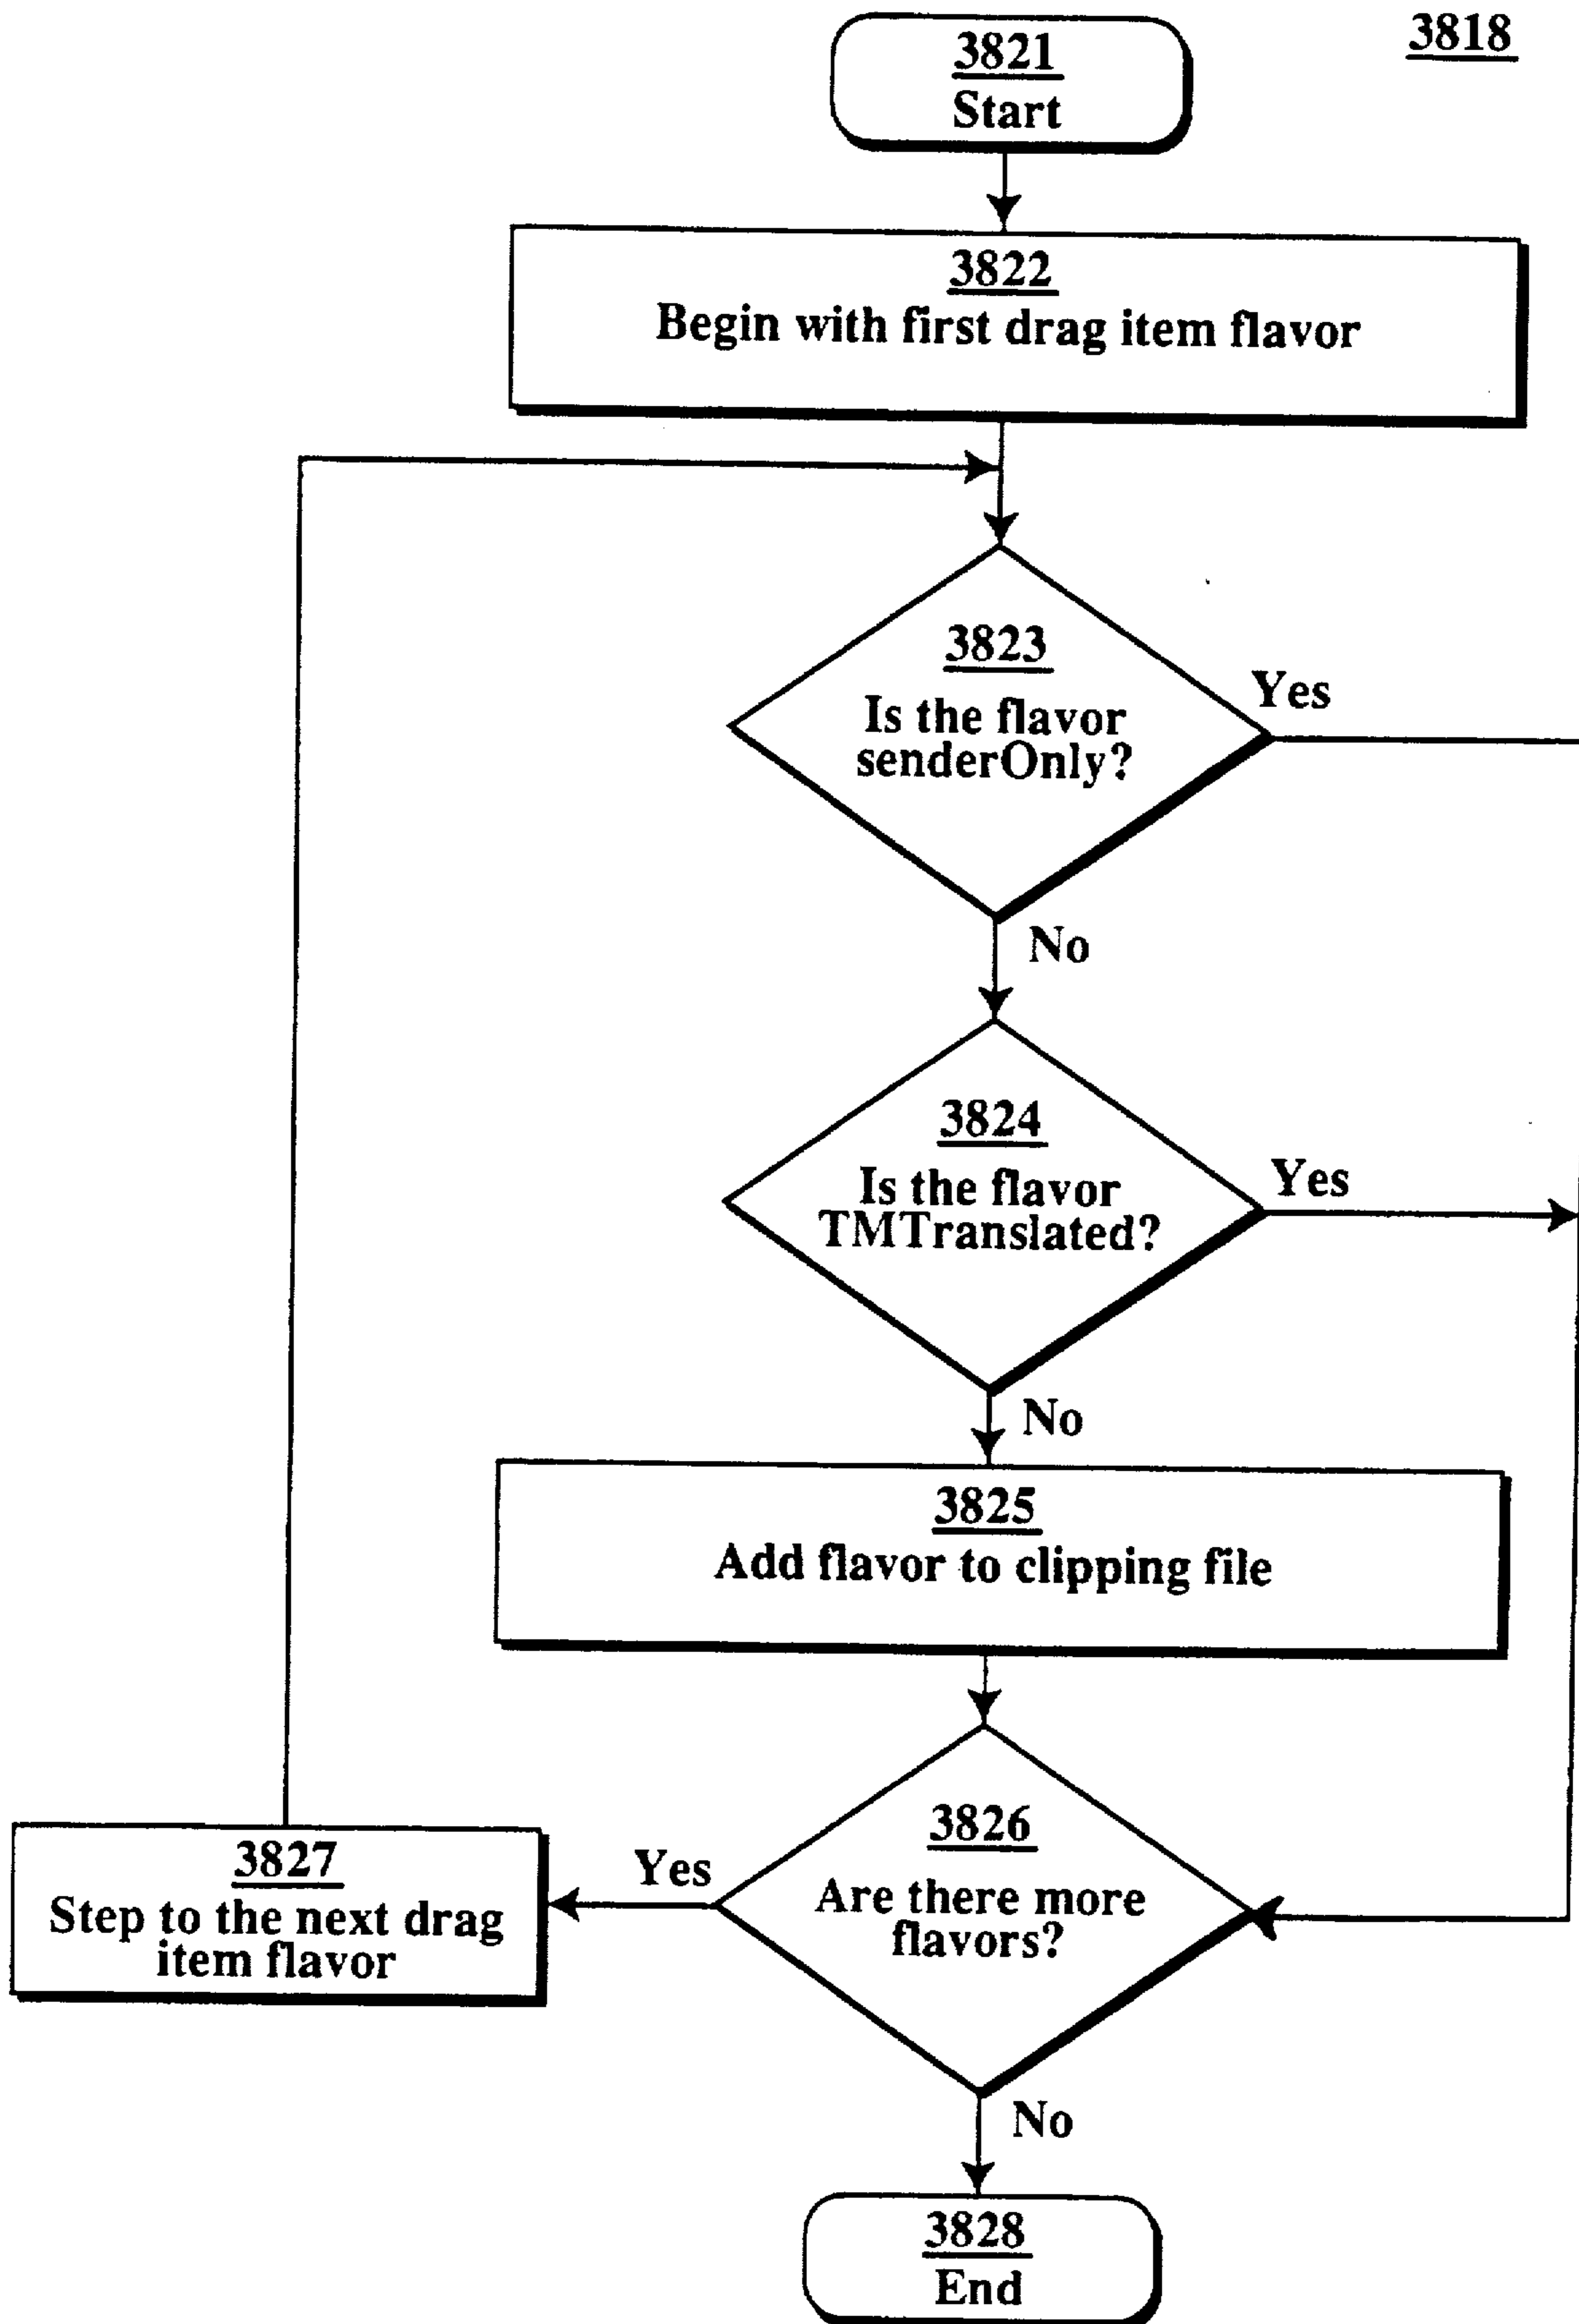 3818
3821
Start
3822
Begin with first drag item flavor
3823
Is the flavor
senderOnly?
Yes
No
3824
Is the flavor
TMTranslated?
Yes
No
3825
Add flavor to clipping file
3826
Are there more
flavors?
Yes
3827
Step to the next drag
item flavor
No
3828
End